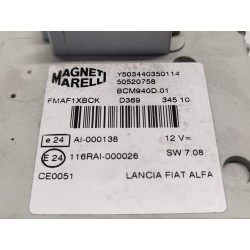 MAGNETI
MARELLI
Y503440350114
50520758
BCM940D.01
FMAF1XBCK D369 345 10
e 24 AI-000138 12 V=
E 24 116RAI-000026 SW 7.08
CE0051 LANCIA FIAT ALFA